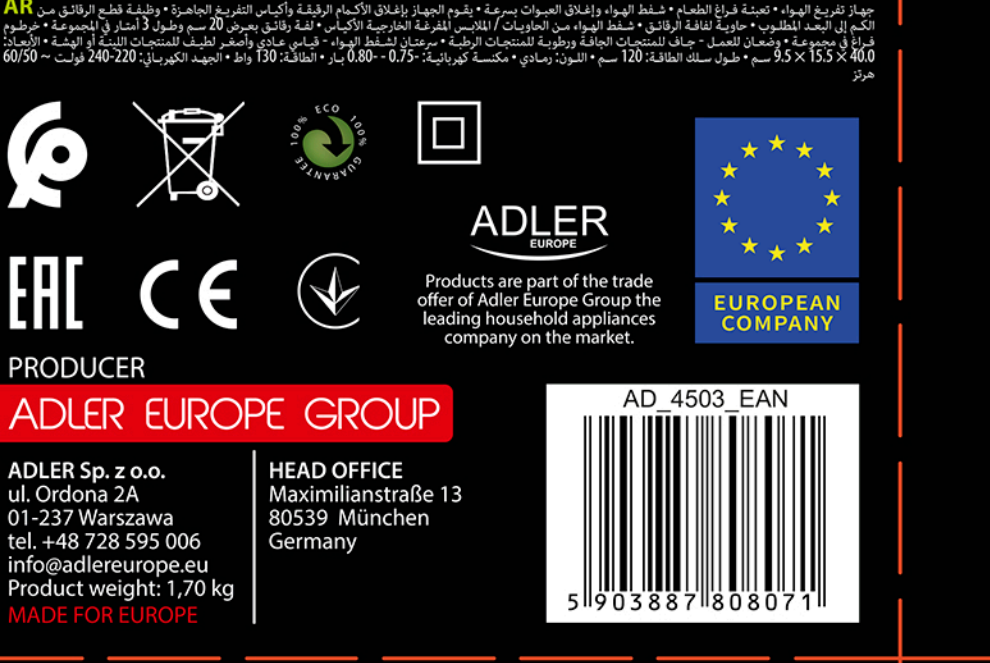 AR جهاز تفريغ الهواء • تعبئة فراغ الطعام • شفط الهواء وإغلاق العبوات بسرعة • يقوم الجهاز بإغلاق الأكمام الرقيقة وأكياس التفريغ الجاهزة • وظيفة قطع الرقائق من
الكم إلى البعد المطلوب • حاوية لفافة الرقائق • شفط الهواء من الحاويات / الملابس المفرغة الخارجية الأكياس • لفة رقائق بعرض 20 سم وطول 3 أمتار في المجموعة • خرطوم
فراغ في مجموعة • وضعان للعمل - جاف للمنتجات الجافة ورطوبة للمنتجات الرطبة • سرعتان لشفط الهواء - قياسي عادي وأصغر لطيف للمنتجات اللينة أو الهشة • الأبعاد:
40.0 × 15.5 × 9.5 سم • طول سلك الطاقة: 120 سم • اللون: رمادي • مكنسة كهربائية: -0.75 - -0.80 بار • الطاقة: 130 واط • الجهد الكهربائي: 220-240 فولت ~ 60/50
هرتز
100% ECO 100% GUARANTEE
ADLER
EUROPE
Products are part of the trade
offer of Adler Europe Group the
leading household appliances
company on the market.
EUROPEAN
COMPANY
EAC CE
PRODUCER
ADLER EUROPE GROUP
ADLER Sp. z o.o.
ul. Ordona 2A
01-237 Warszawa
tel. +48 728 595 006
info@adlereurope.eu
Product weight: 1,70 kg
MADE FOR EUROPE
HEAD OFFICE
Maximilianstraße 13
80539 München
Germany
AD_4503_EAN
5 903887 808071